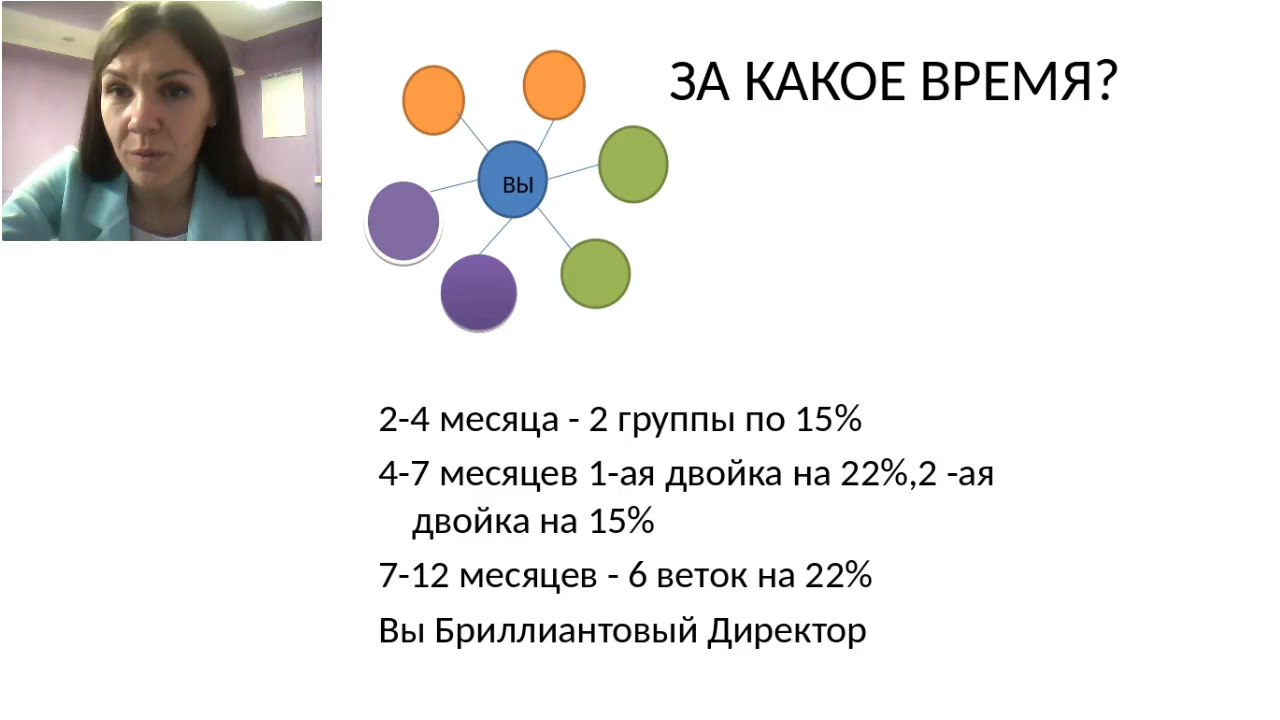 ЗА КАКОЕ ВРЕМЯ?
ВЫ
2-4 месяца - 2 группы по 15%
4-7 месяцев 1-ая двойка на 22%,2 -ая
двойка на 15%
7-12 месяцев - 6 веток на 22%
Вы Бриллиантовый Директор